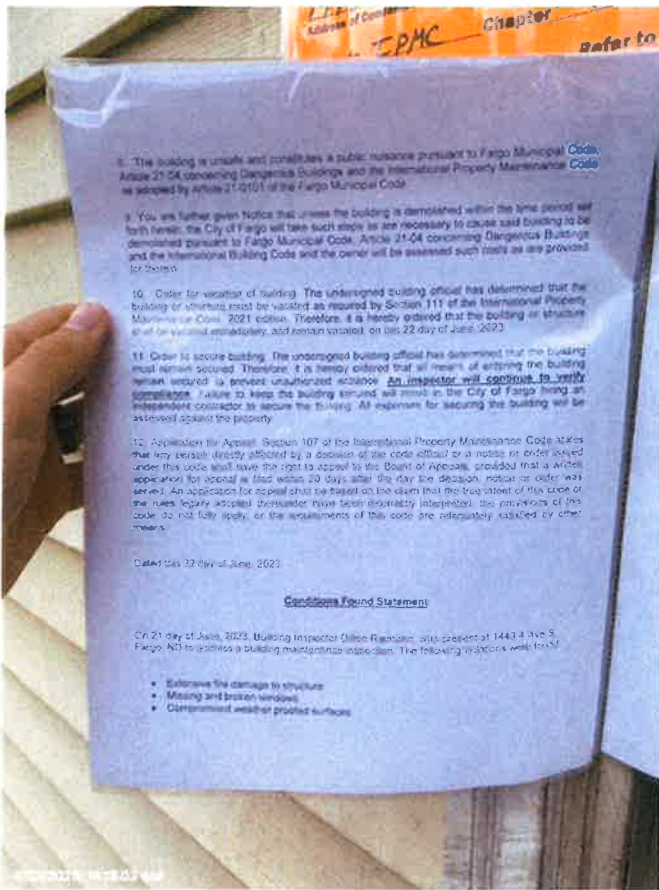 Address of
IPMC Chapter
Refer to
8. The building is unsafe and constitutes a public nuisance pursuant to Fargo Municipal Code,
Article 21-04 concerning Dangerous Buildings and the International Property Maintenance Code
as adopted by Article 21-0101 of the Fargo Municipal Code.
9. You are further given Notice that unless the building is demolished within the time period set
forth herein, the City of Fargo will take such steps as are necessary to cause said building to be
demolished pursuant to Fargo Municipal Code, Article 21-04 concerning Dangerous Buildings
and the International Building Code and the owner will be assessed such costs as are provided
for therein.
10. Order for vacation of building. The undersigned building official has determined that the
building or structure must be vacated as required by Section 111 of the International Property
Maintenance Code, 2021 edition. Therefore, it is hereby ordered that the building or structure
shall be vacated immediately, and remain vacated, on this 22 day of June, 2023.
11. Order to secure building. The undersigned building official has determined that the building
must remain secured. Therefore, it is hereby ordered that all means of entering the building
remain secured to prevent unauthorized entrance. An inspector will continue to verify
compliance. Failure to keep the building secured will result in the City of Fargo hiring an
independent contractor to secure the building. All expenses for securing the building will be
assessed against the property.
12. Application for Appeal. Section 107 of the International Property Maintenance Code states
that any person directly affected by a decision of the code official or a notice or order issued
under this code shall have the right to appeal to the Board of Appeals, provided that a written
application for appeal is filed within 20 days after the day the decision, notice or order was
served. An application for appeal shall be based on the claim that the true intent of this code or
the rules legally adopted thereunder have been incorrectly interpreted, the provisions of this
code do not fully apply, or the requirements of this code are adequately satisfied by other
means.
Dated this 22 day of June, 2023
Conditions Found Statement
On 21 day of June, 2023, Building Inspector was present at 1443 4 Ave S
Fargo, ND to address a building maintenance inspection. The following violations were found:
• Extensive fire damage to structure
• Missing and broken windows
• Compromised weather proofed surfaces